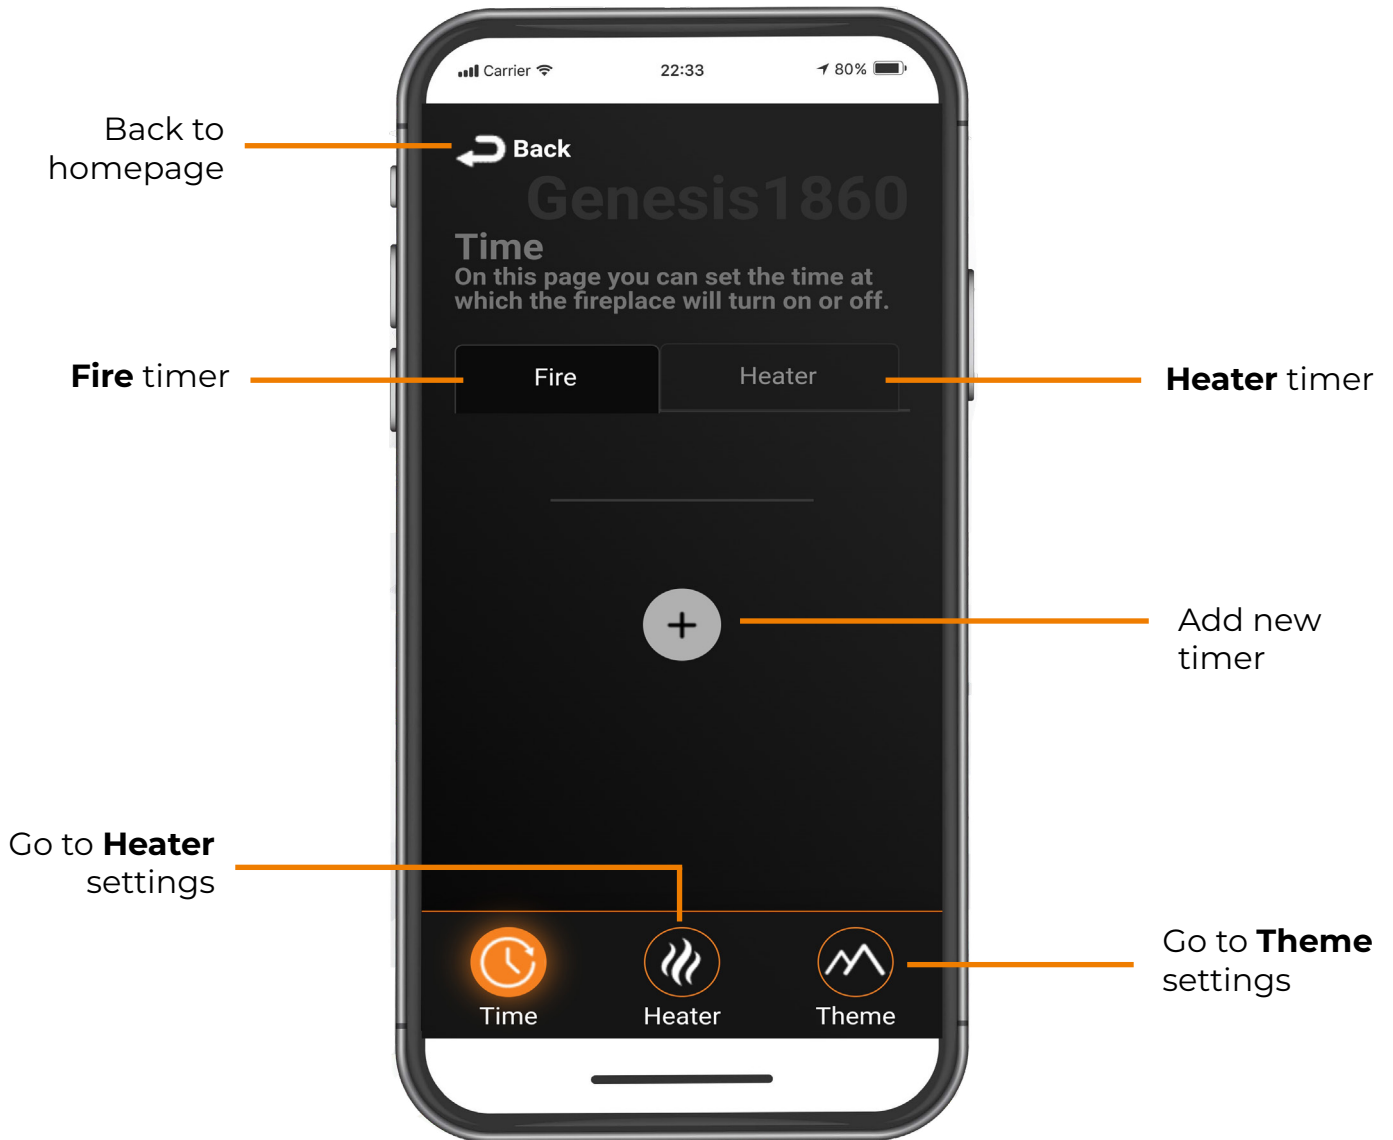 Carrier 22:33 80%
Back to
homepage
Back
Genesis1860
Time
On this page you can set the time at
which the fireplace will turn on or off.
Fire timer
Fire
Heater
Heater timer
+
Add new
timer
Go to Heater
settings
Go to Theme
settings
Time
Heater
Theme